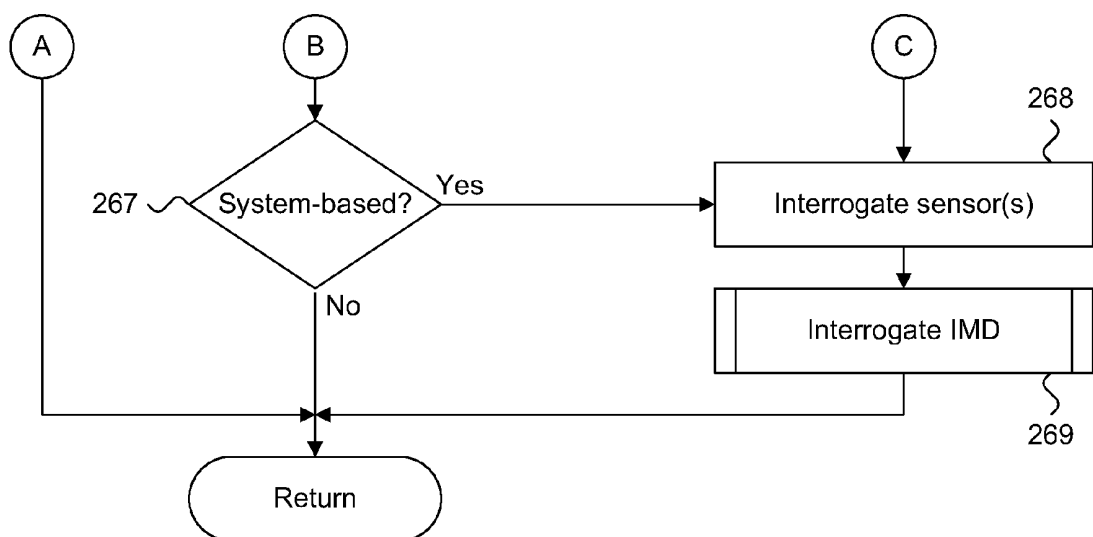 A
B
C
268
267
System-based?
Yes
Interrogate sensor(s)
No
Interrogate IMD
269
Return